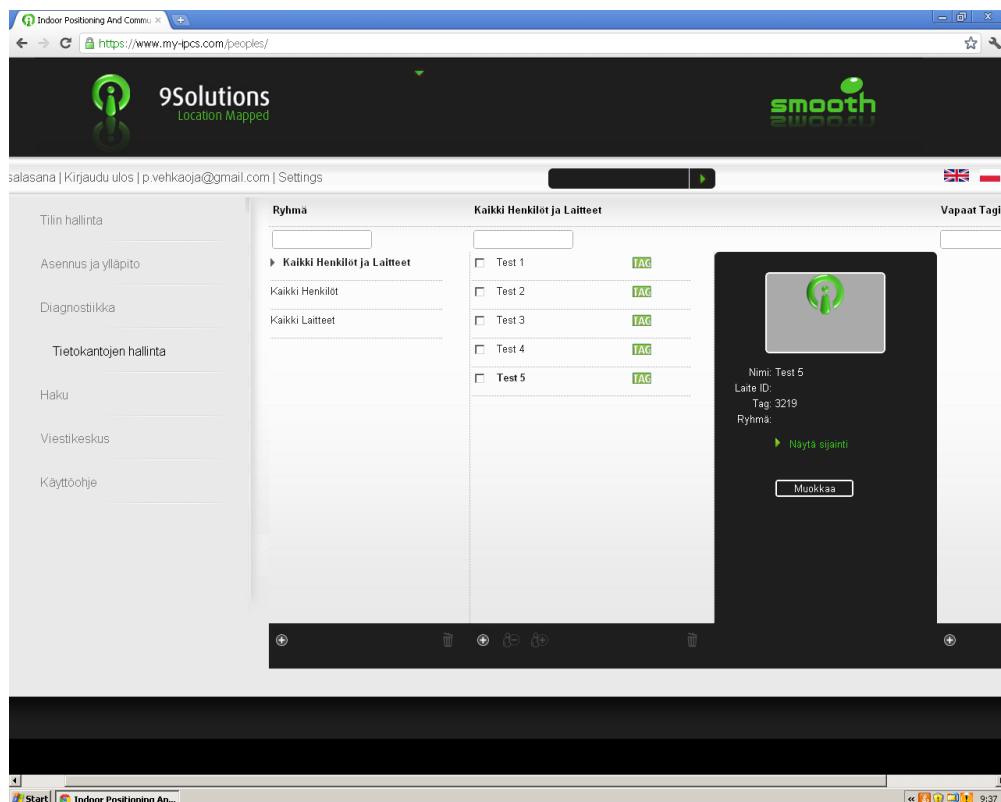 Indoor Positioning And Commu
https://www.my-ipcs.com/peoples/
9Solutions
Location Mapped
smooth
salasana | Kirjaudu ulos | p.vehkaoja@gmail.com | Settings
Tilin hallinta
Asennus ja ylläpito
Diagnostiikka
Tietokantojen hallinta
Haku
Viestikeskus
Käyttöohje
Ryhmä
Kaikki Henkilöt ja Laitteet
Kaikki Henkilöt
Kaikki Laitteet
Kaikki Henkilöt ja Laitteet
Test 1 TAG
Test 2 TAG
Test 3 TAG
Test 4 TAG
Test 5 TAG
Nimi: Test 5
Laite ID:
Tag: 3219
Ryhmä:
Näytä sijainti
Muokkaa
Vapaat Tagi
Start
Indoor Positioning An...
9:37